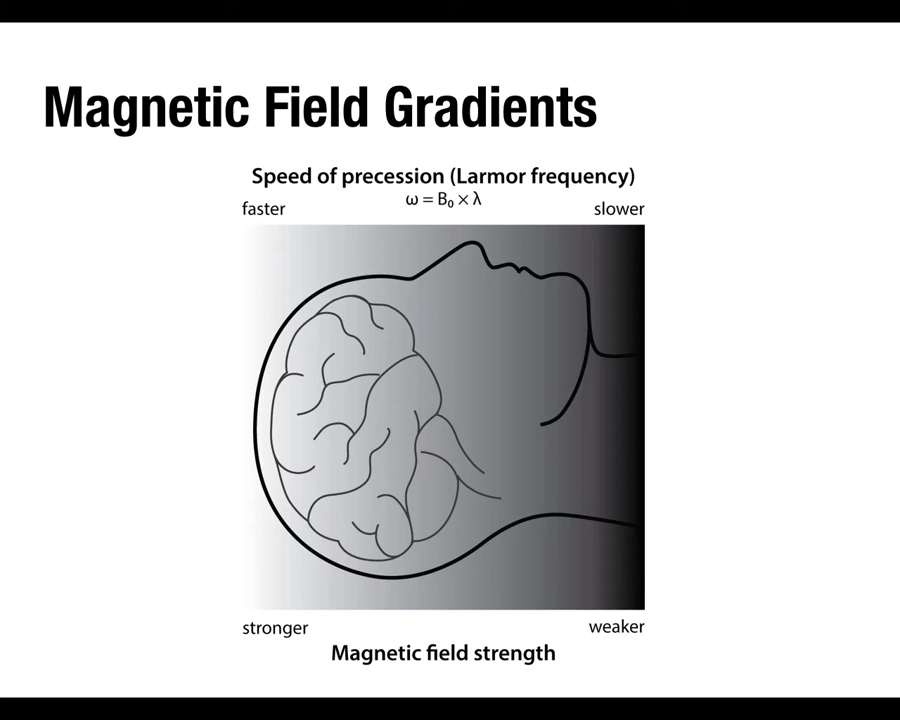 Magnetic Field Gradients
Speed of precession (Larmor frequency)
ω = B₀ × λ
faster
slower
stronger
weaker
Magnetic field strength